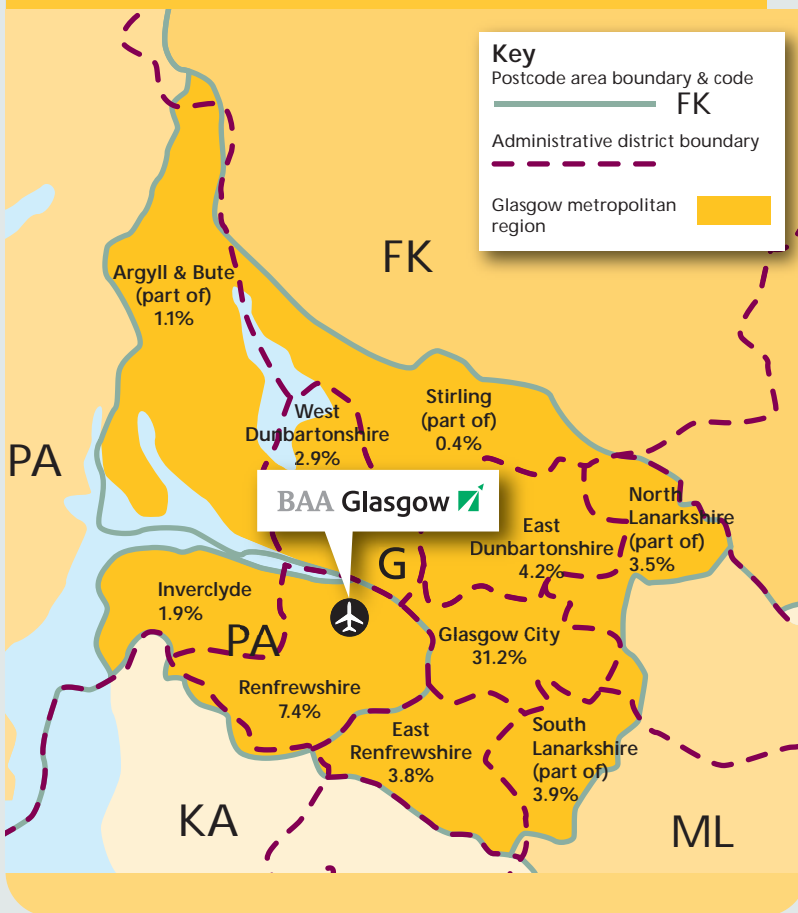 Key
Postcode area boundary & code
FK
Administrative district boundary
Glasgow metropolitan
region
FK
Argyll & Bute
(part of)
1.1%
Stirling
(part of)
0.4%
West
Dunbartonshire
2.9%
PA
BAA Glasgow
North
Lanarkshire
(part of)
3.5%
East
Dunbartonshire
4.2%
G
Inverclyde
1.9%
PA
Glasgow City
31.2%
Renfrewshire
7.4%
East
Renfrewshire
3.8%
South
Lanarkshire
(part of)
3.9%
KA
ML